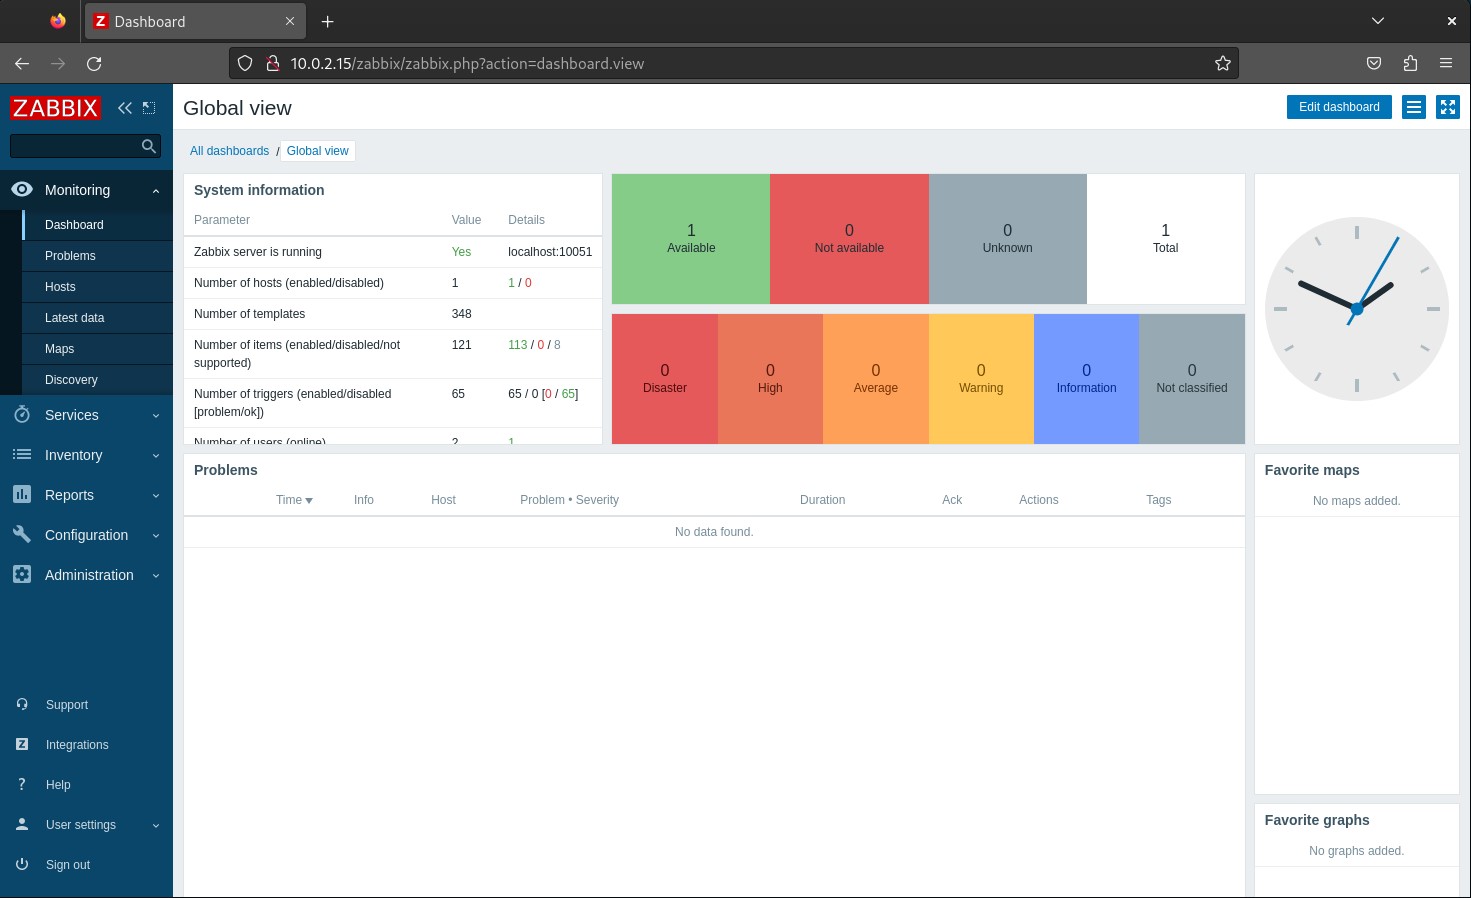 Dashboard
10.0.2.15/zabbix/zabbix.php?action=dashboard.view
ZABBIX
Monitoring
Dashboard
Problems
Hosts
Latest data
Maps
Discovery
Services
Inventory
Reports
Configuration
Administration
Support
Integrations
Help
User settings
Sign out
Global view
Edit dashboard
All dashboards / Global view
System information
Parameter Value Details
Zabbix server is running Yes localhost:10051
Number of hosts (enabled/disabled) 1 1 / 0
Number of templates 348
Number of items (enabled/disabled/not 121 113 / 0 / 8
supported)
Number of triggers (enabled/disabled 65 65 / 0 [0 / 65]
[problem/ok])
Number of users (online) 2 1
1 0 0 1
Available Not available Unknown Total
0 0 0 0 0 0
Disaster High Average Warning Information Not classified
Problems
Time Info Host Problem • Severity Duration Ack Actions Tags
No data found.
Favorite maps
No maps added.
Favorite graphs
No graphs added.